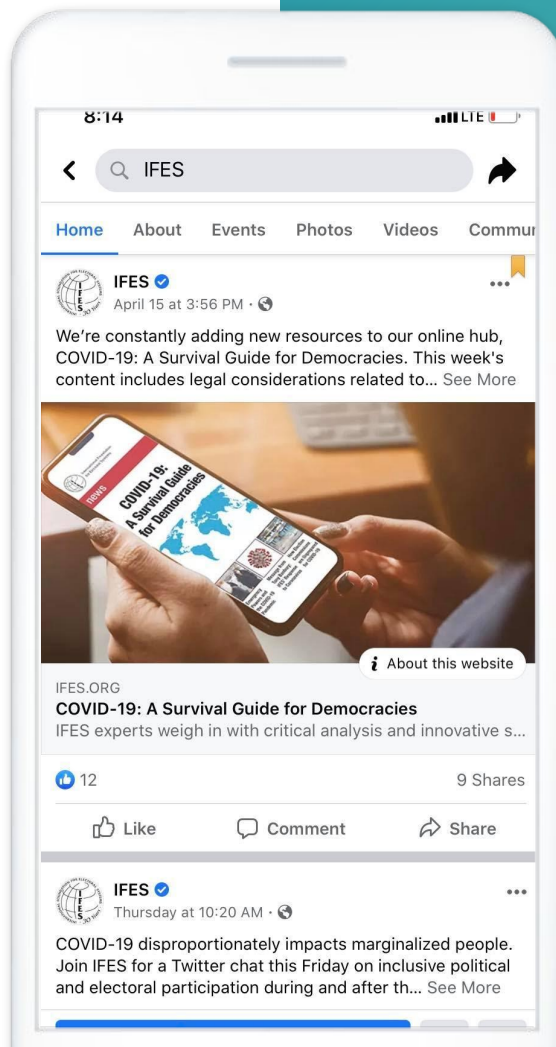 8:14
LTE
IFES
Home About Events Photos Videos Commun
IFES
April 15 at 3:56 PM ·
We're constantly adding new resources to our online hub,
COVID-19: A Survival Guide for Democracies. This week's
content includes legal considerations related to... See More
news
COVID-19:
A Survival Guide
for Democracies
i About this website
IFES.ORG
COVID-19: A Survival Guide for Democracies
IFES experts weigh in with critical analysis and innovative s...
12
9 Shares
Like Comment Share
IFES
Thursday at 10:20 AM ·
COVID-19 disproportionately impacts marginalized people.
Join IFES for a Twitter chat this Friday on inclusive political
and electoral participation during and after th... See More